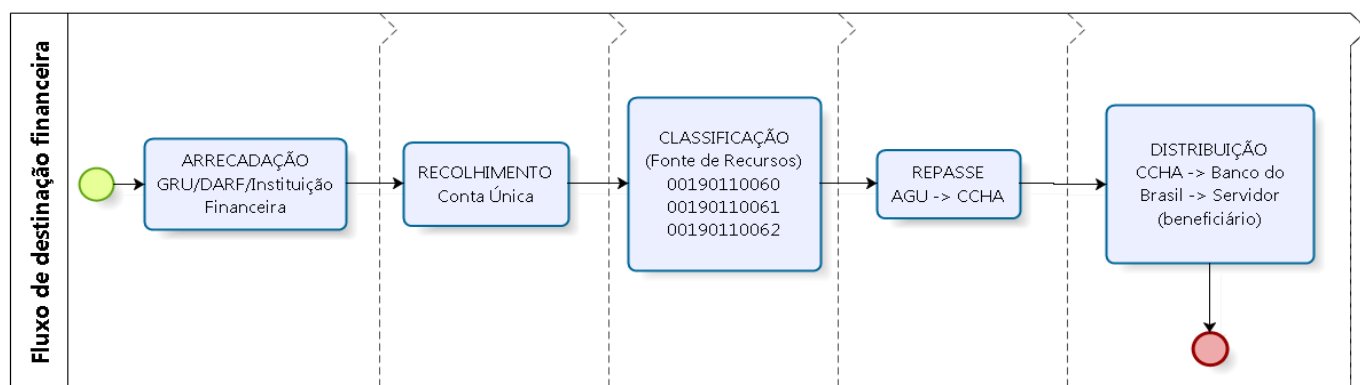 Fluxo de destinação financeira
ARRECADAÇÃO
GRU/DARF/Instituição
Financeira
RECOLHIMENTO
Conta Única
CLASSIFICAÇÃO
(Fonte de Recursos)
00190110060
00190110061
00190110062
REPASSE
AGU -> CCHA
DISTRIBUIÇÃO
CCHA -> Banco do
Brasil -> Servidor
(beneficiário)